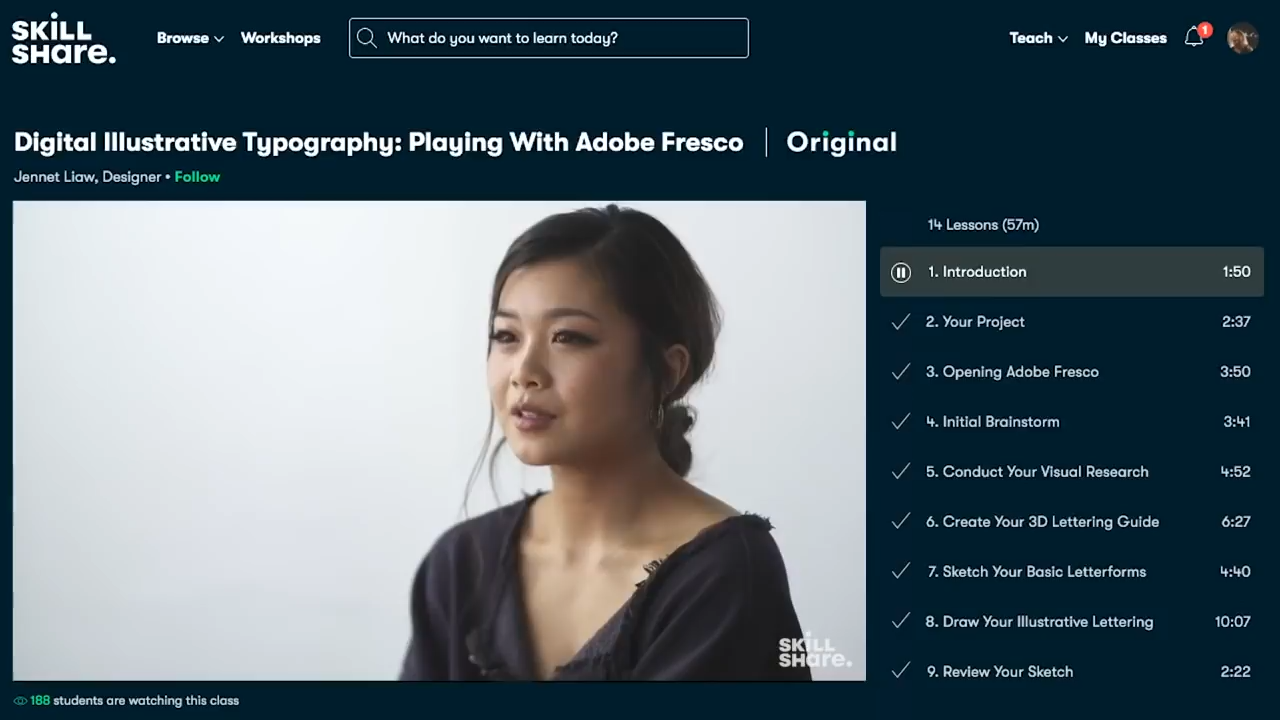 SKILL
SHare.
Browse
Workshops
What do you want to learn today?
Teach
My Classes
1
Digital Illustrative Typography: Playing With Adobe Fresco | Original
Jennet Liaw, Designer • Follow
14 Lessons (57m)
1. Introduction 1:50
2. Your Project 2:37
3. Opening Adobe Fresco 3:50
4. Initial Brainstorm 3:41
5. Conduct Your Visual Research 4:52
6. Create Your 3D Lettering Guide 6:27
7. Sketch Your Basic Letterforms 4:40
8. Draw Your Illustrative Lettering 10:07
9. Review Your Sketch 2:22
SKILL
SHare.
188 students are watching this class